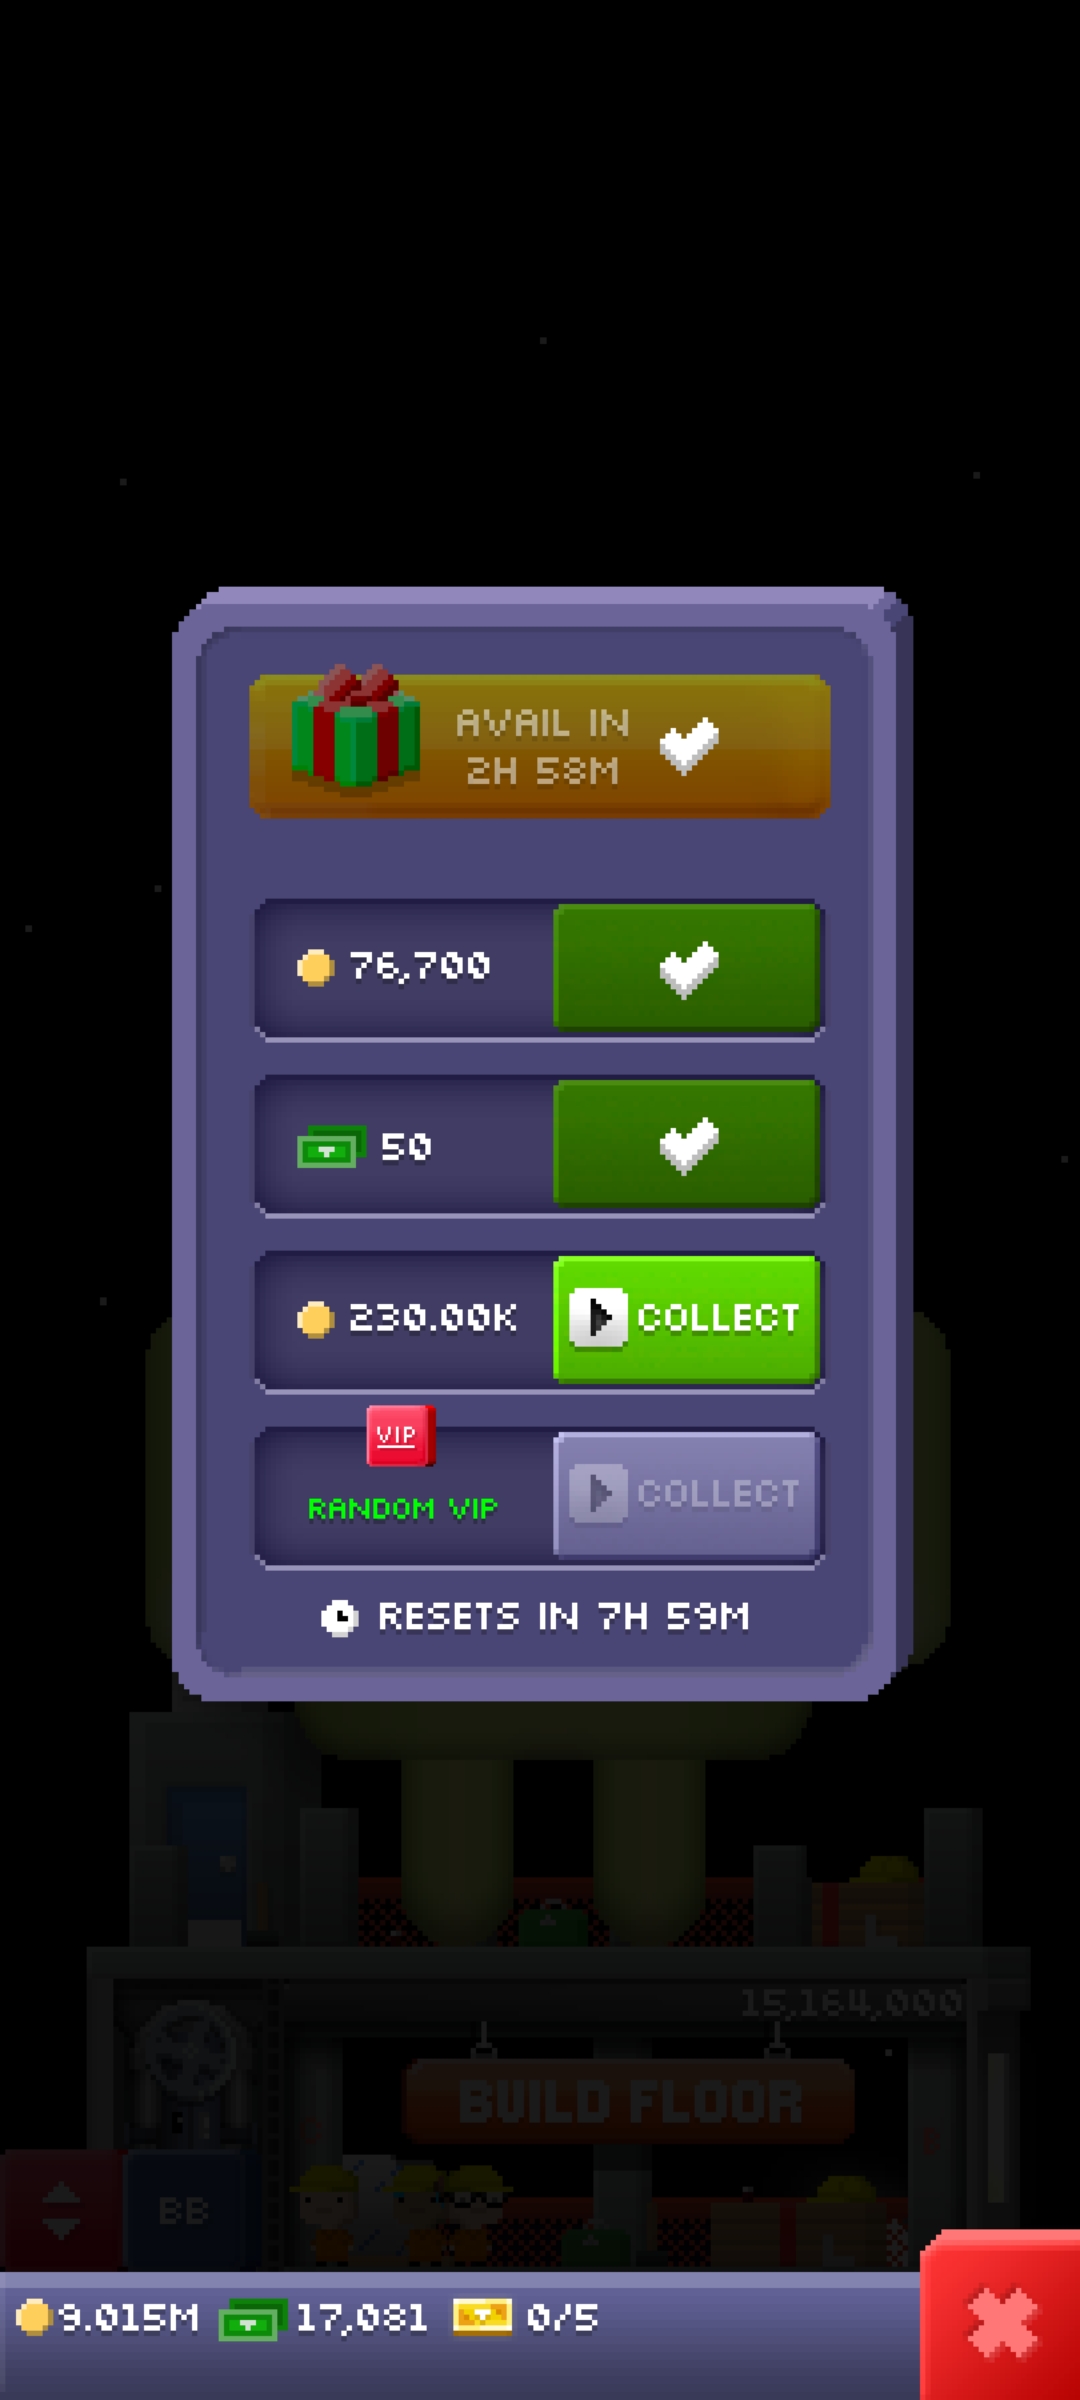 AVAIL IN
2H 58M
76,700
50
230.00K
COLLECT
VIP
RANDOM VIP
COLLECT
RESETS IN 7H 59M
15,164,000
BUILD FLOOR
BB
9.015M
17,081
0/5